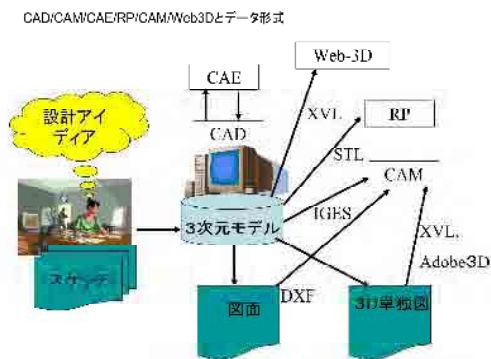 CAD/CAM/CAE/RP/CAM/Web3Dとデータ形式
Web-3D
CAE
設計アイ
ディア
XVL
RP
CAD
STL
CAM
3次元モデル
IGES
XVL,
Adobe3D
スケッチ
図面
DXF
3D単独図